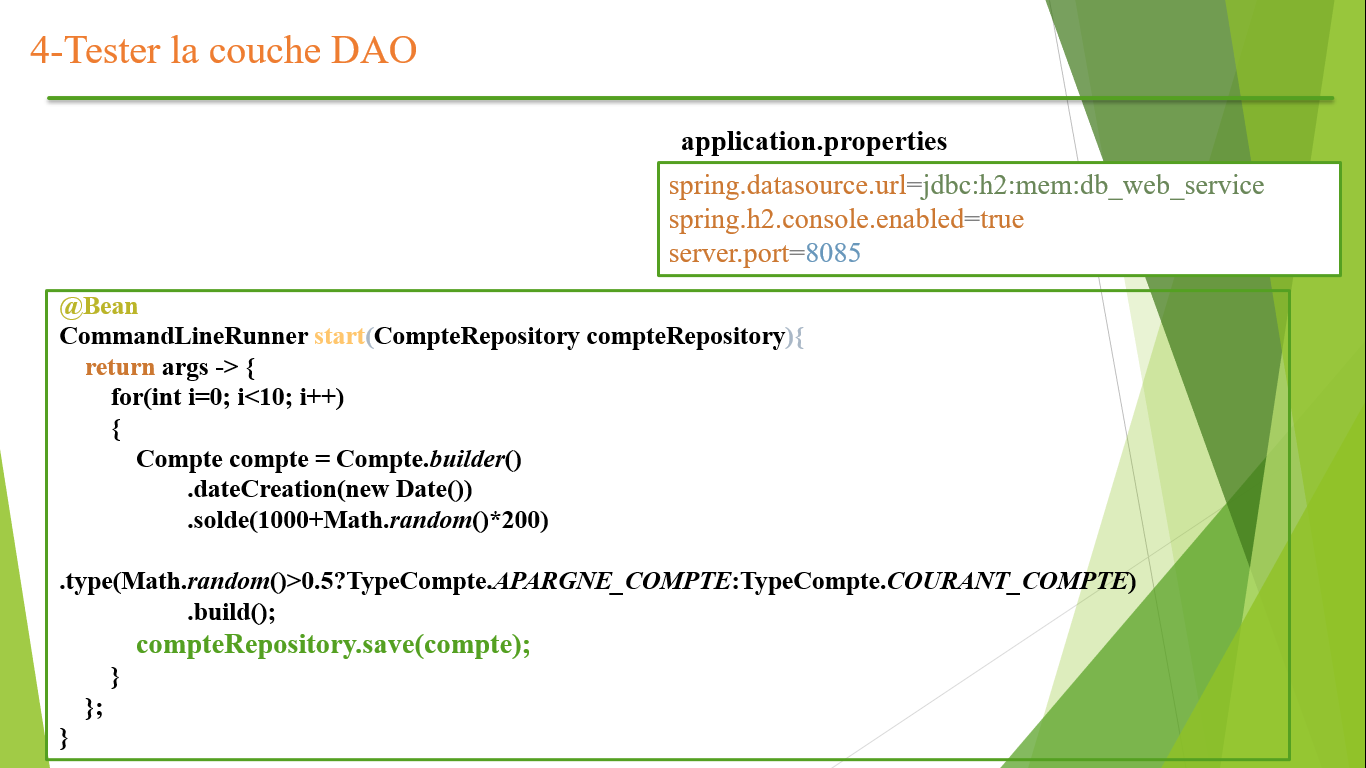 4-Tester la couche DAO
application.properties
spring.datasource.url=jdbc:h2:mem:db_web_service
spring.h2.console.enabled=true
server.port=8085
@Bean
CommandLineRunner start(CompteRepository compteRepository){
return args -> {
for(int i=0; i<10; i++)
{
Compte compte = Compte.builder()
.dateCreation(new Date())
.solde(1000+Math.random()*200)
.type(Math.random()>0.5?TypeCompte.APARGNE_COMPTE:TypeCompte.COURANT_COMPTE)
.build();
compteRepository.save(compte);
}
};
}